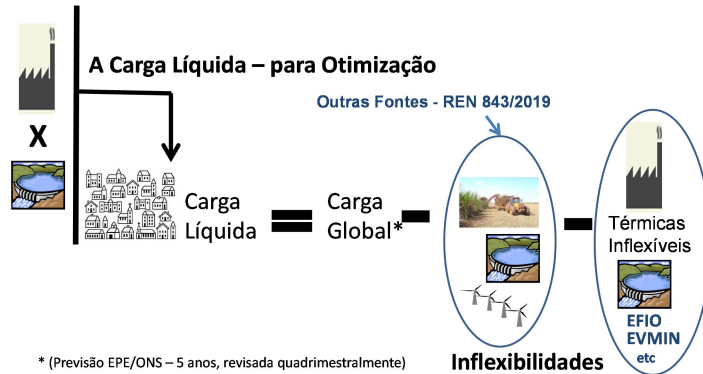 A Carga Líquida – para Otimização
Outras Fontes - REN 843/2019
X
Carga
Líquida
=
Carga
Global*
-
-
Térmicas
Inflexíveis
EFIO
EVMIN
etc
Inflexibilidades
* (Previsão EPE/ONS – 5 anos, revisada quadrimestralmente)